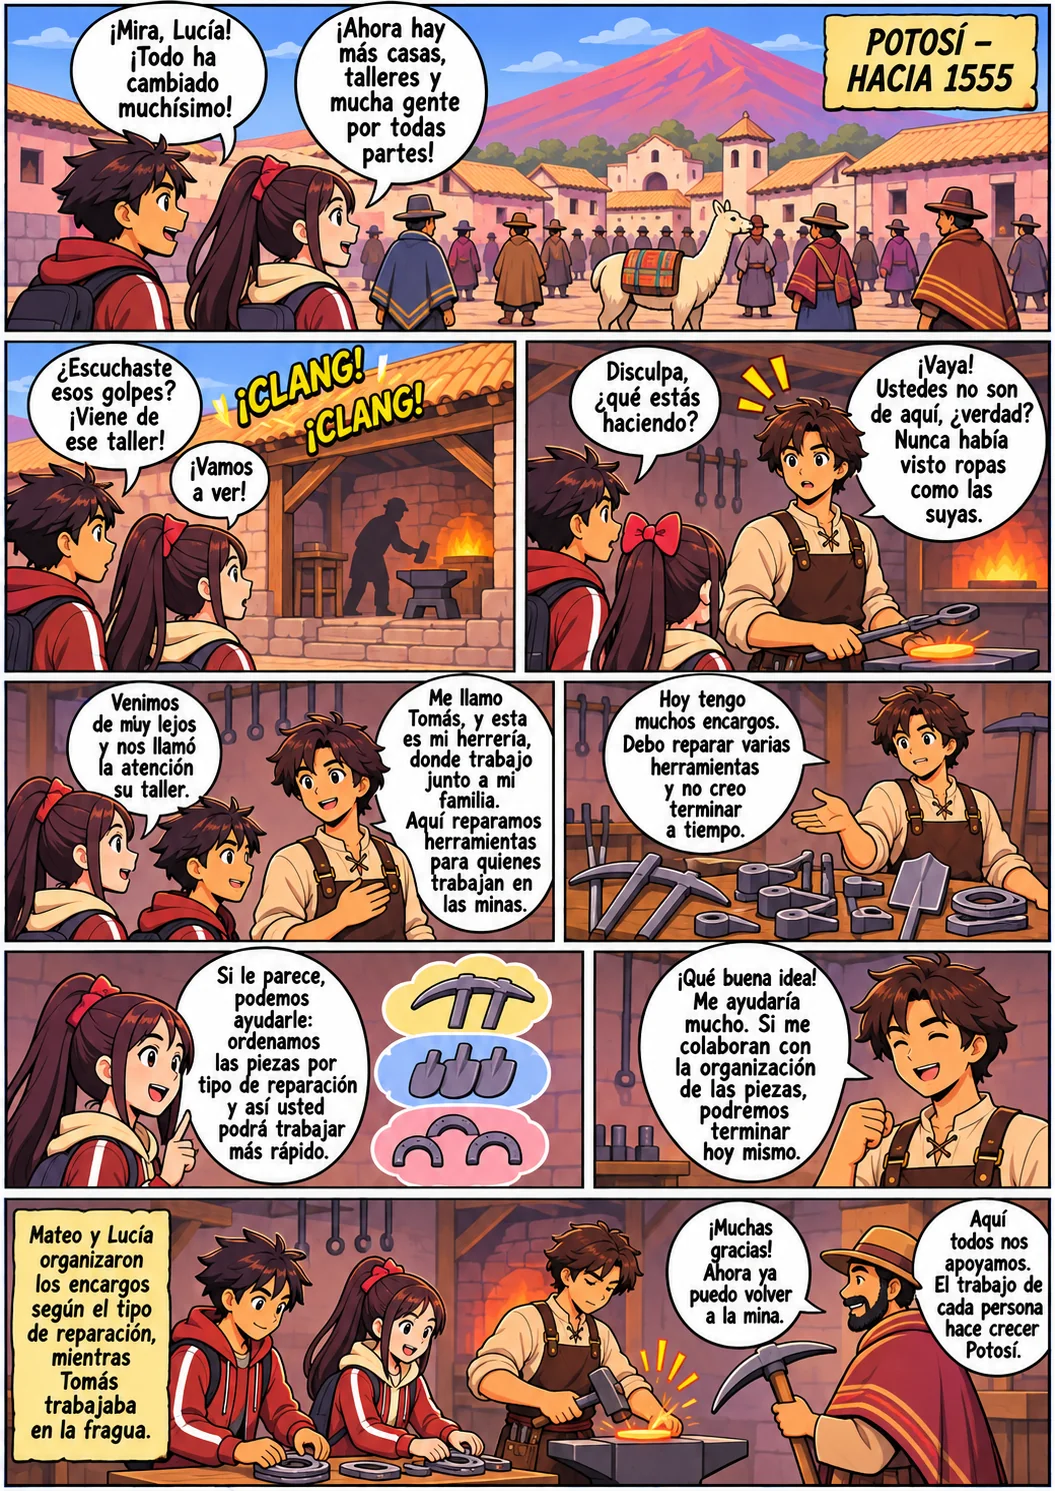 ¡Mira, Lucía!
¡Todo ha
cambiado
muchísimo!
¡Ahora hay
más casas,
talleres y
mucha gente
por todas
partes!
POTOSÍ –
HACIA 1555
¿Escuchaste
esos golpes?
¡Viene de
ese taller!
¡Vamos
a ver!
¡CLANG!
¡CLANG!
Disculpa,
¿qué estás
haciendo?
¡Vaya!
Ustedes no son
de aquí, ¿verdad?
Nunca había
visto ropas
como las
suyas.
Venimos
de muy lejos
y nos llamó
la atención
su taller.
Me llamo
Tomás, y esta
es mi herrería,
donde trabajo
junto a mi
familia.
Aquí reparamos
herramientas
para quienes
trabajan en
las minas.
Hoy tengo
muchos encargos.
Debo reparar varias
herramientas
y no creo
terminar
a tiempo.
Si le parece,
podemos
ayudarle:
ordenamos
las piezas por
tipo de reparación
y así usted
podrá trabajar
más rápido.
¡Qué buena idea!
Me ayudaría
mucho. Si me
colaboran con
la organización
de las piezas,
podremos
terminar
hoy mismo.
Mateo y Lucía
organizaron
los encargos
según el tipo
de reparación,
mientras
Tomás
trabajaba
en la fragua.
¡Muchas
gracias!
Ahora ya
puedo volver
a la mina.
Aquí
todos nos
apoyamos.
El trabajo de
cada persona
hace crecer
Potosí.